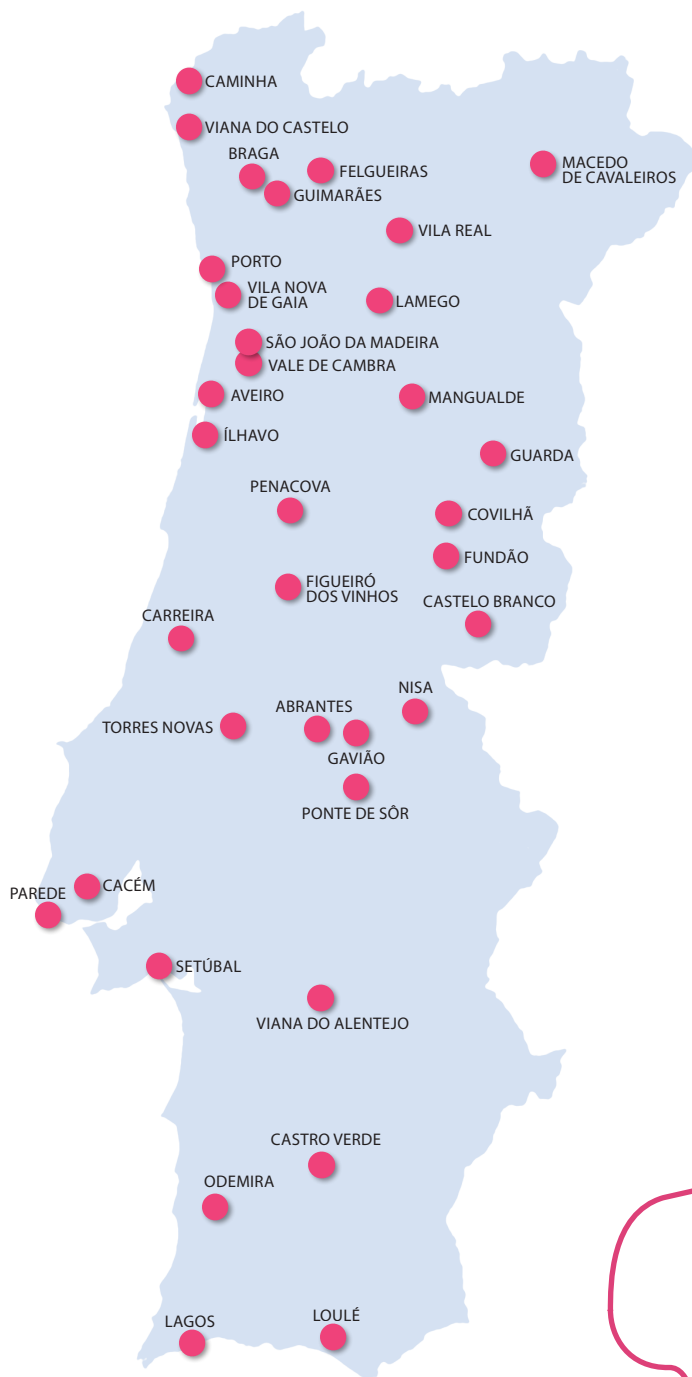 CAMINHA
VIANA DO CASTELO
BRAGA
FELGUEIRAS
MACEDO
DE CAVALEIROS
GUIMARÃES
VILA REAL
PORTO
VILA NOVA
DE GAIA
LAMEGO
SÃO JOÃO DA MADEIRA
VALE DE CAMBRA
AVEIRO
MANGUALDE
ÍLHAVO
GUARDA
PENACOVA
COVILHÃ
FUNDÃO
FIGUEIRÓ
DOS VINHOS
CASTELO BRANCO
CARREIRA
NISA
ABRANTES
TORRES NOVAS
GAVIÃO
PONTE DE SÔR
CACÉM
PAREDE
SETÚBAL
VIANA DO ALENTEJO
CASTRO VERDE
ODEMIRA
LOULÉ
LAGOS